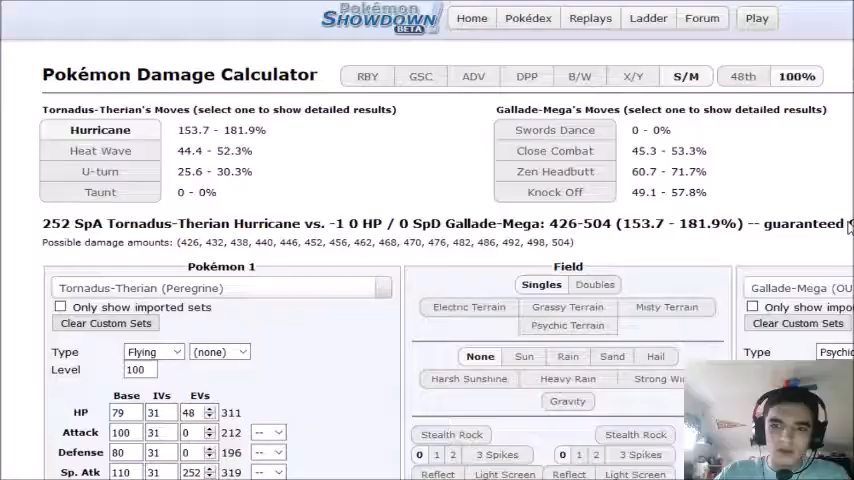 Pokémon SHOWDOWN BETA Home Pokédex Replays Ladder Forum Play
Pokémon Damage Calculator RBY GSC ADV DPP B/W X/Y S/M 48th 100%
Tornadus-Therian's Moves (select one to show detailed results) Gallade-Mega's Moves (select one to show detailed results)
Hurricane 153.7 - 181.9% Swords Dance 0 - 0%
Heat Wave 44.4 - 52.3% Close Combat 45.3 - 53.3%
U-turn 25.6 - 30.3% Zen Headbutt 60.7 - 71.7%
Taunt 0 - 0% Knock Off 49.1 - 57.8%
252 SpA Tornadus-Therian Hurricane vs. -1 0 HP / 0 SpD Gallade-Mega: 426-504 (153.7 - 181.9%) -- guaranteed
Possible damage amounts: (426, 432, 438, 440, 446, 452, 456, 462, 468, 470, 476, 482, 486, 492, 498, 504)
Pokémon 1 Field
Tornadus-Therian (Peregrine) Singles Doubles Gallade-Mega (OU
Only show imported sets Electric Terrain Grassy Terrain Misty Terrain Only show impo
Clear Custom Sets Psychic Terrain Clear Custom Sets
Type Flying (none) None Sun Rain Sand Hail Type Psychic
Level 100 Harsh Sunshine Heavy Rain Strong Wi
Base IVs EVs Gravity
HP 79 31 48 311
Attack 100 31 0 212 -- Stealth Rock Stealth Rock
Defense 80 31 0 196 -- 0 1 2 3 Spikes 0 1 2 3 Spikes
Sp. Atk 110 31 252 319 -- Reflect Light Screen Reflect Light Screen